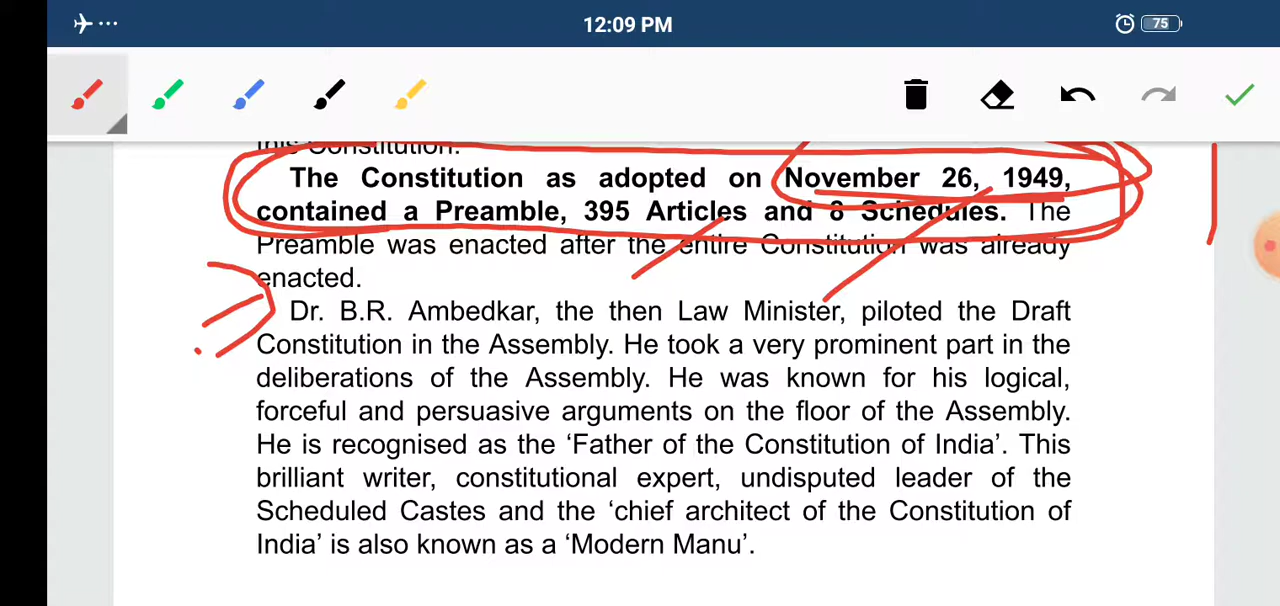 12:09 PM
75
this Constitution.
The Constitution as adopted on November 26, 1949,
contained a Preamble, 395 Articles and 8 Schedules. The
Preamble was enacted after the entire Constitution was already
enacted.
Dr. B.R. Ambedkar, the then Law Minister, piloted the Draft
Constitution in the Assembly. He took a very prominent part in the
deliberations of the Assembly. He was known for his logical,
forceful and persuasive arguments on the floor of the Assembly.
He is recognised as the ‘Father of the Constitution of India’. This
brilliant writer, constitutional expert, undisputed leader of the
Scheduled Castes and the ‘chief architect of the Constitution of
India’ is also known as a ‘Modern Manu’.